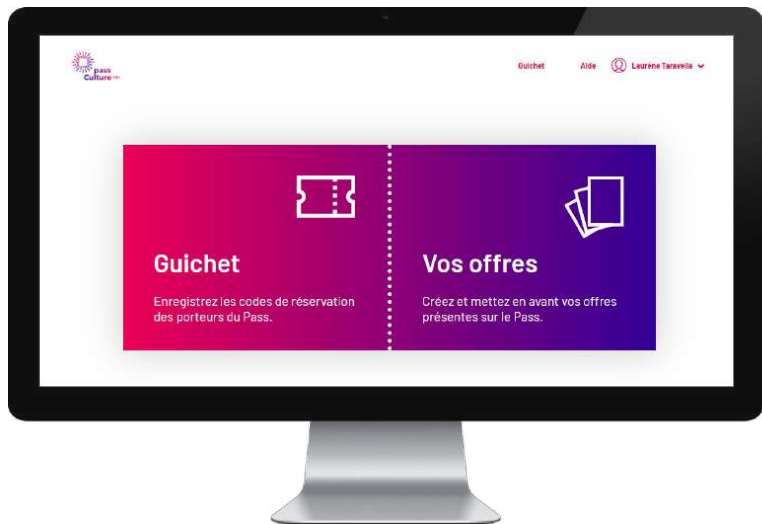 pass
Culture
Guichet
Aide
Laurène Taravella
Guichet
Enregistrez les codes de réservation
des porteurs du Pass.
Vos offres
Créez et mettez en avant vos offres
présentes sur le Pass.